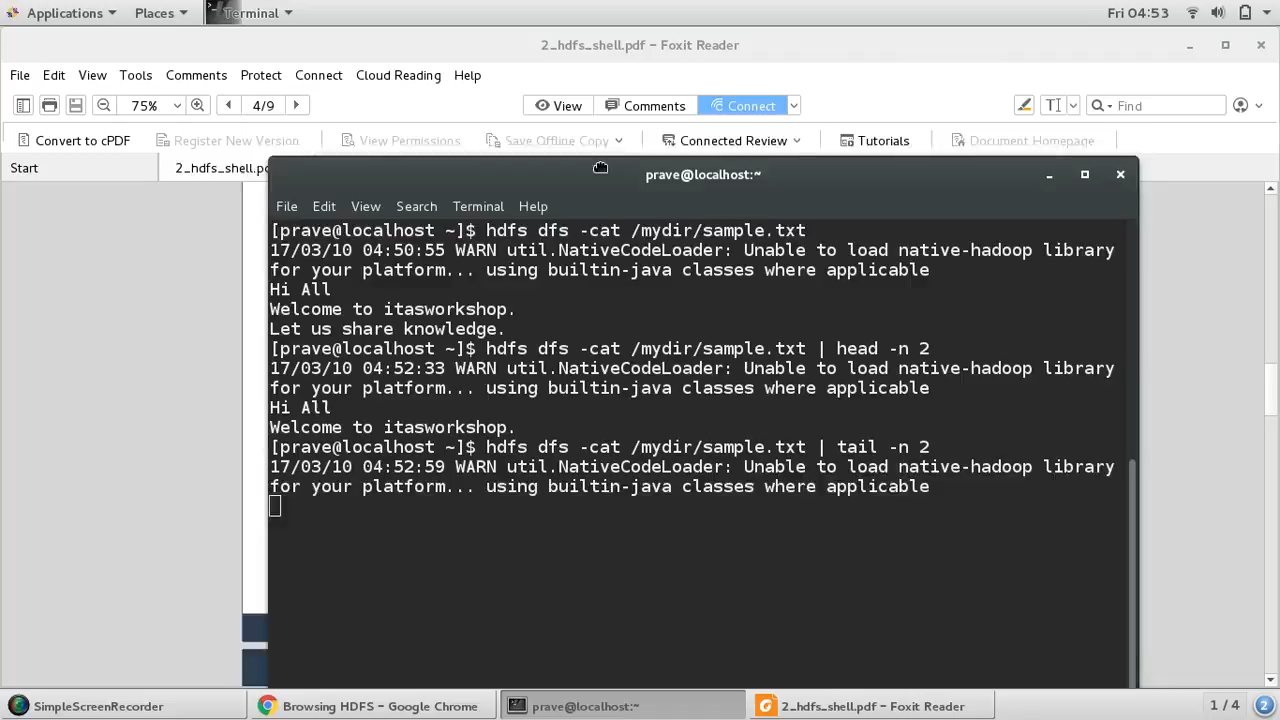 Applications Places Terminal Fri 04:53
2_hdfs_shell.pdf - Foxit Reader
File Edit View Tools Comments Protect Connect Cloud Reading Help
75% 4/9 View Comments Connect Find
Convert to cPDF Register New Version View Permissions Save Offline Copy Connected Review Tutorials Document Homepage
Start 2_hdfs_shell.pd
prave@localhost:~
File Edit View Search Terminal Help
[prave@localhost ~]$ hdfs dfs -cat /mydir/sample.txt
17/03/10 04:50:55 WARN util.NativeCodeLoader: Unable to load native-hadoop library
for your platform... using builtin-java classes where applicable
Hi All
Welcome to itasworkshop.
Let us share knowledge.
[prave@localhost ~]$ hdfs dfs -cat /mydir/sample.txt | head -n 2
17/03/10 04:52:33 WARN util.NativeCodeLoader: Unable to load native-hadoop library
for your platform... using builtin-java classes where applicable
Hi All
Welcome to itasworkshop.
[prave@localhost ~]$ hdfs dfs -cat /mydir/sample.txt | tail -n 2
17/03/10 04:52:59 WARN util.NativeCodeLoader: Unable to load native-hadoop library
for your platform... using builtin-java classes where applicable
SimpleScreenRecorder Browsing HDFS - Google Chrome prave@localhost:~ 2_hdfs_shell.pdf - Foxit Reader 1 / 4 2